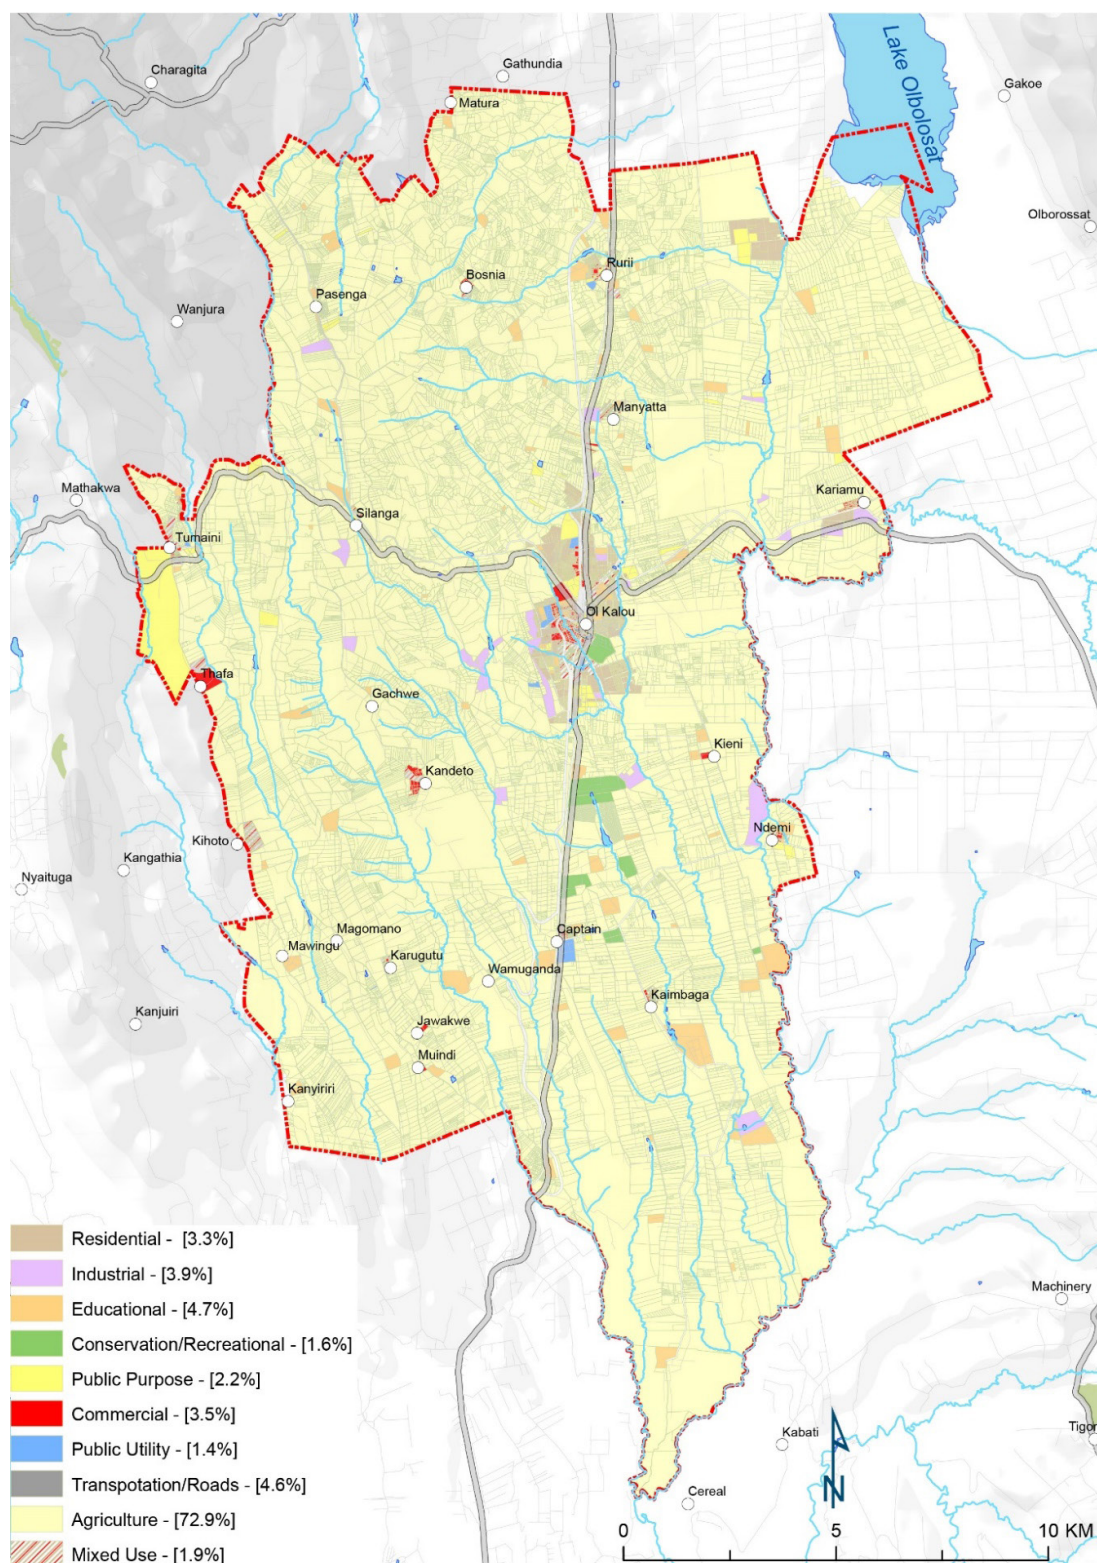 Charagita
Gathundia
Matura
Lake Olbolosat
Gakoe
Olborossat
Rurii
Bosnia
Pasenga
Wanjura
Manyatta
Mathakwa
Kariamu
Silanga
Tumaini
Ol Kalou
Thafa
Gachwe
Kieni
Kandeto
Ndemi
Kihoto
Kangathia
Nyaituga
Magomano
Captain
Mawingu
Karugutu
Wamuganda
Kaimbaga
Kanjuiri
Jawakwe
Muindi
Kanyiriri
Residential - [3.3%]
Industrial - [3.9%]
Educational - [4.7%]
Conservation/Recreational - [1.6%]
Public Purpose - [2.2%]
Commercial - [3.5%]
Public Utility - [1.4%]
Transpotation/Roads - [4.6%]
Agriculture - [72.9%]
Mixed Use - [1.9%]
Machinery
Kabati
Tigor
Cereal
N
0 5 10 KM